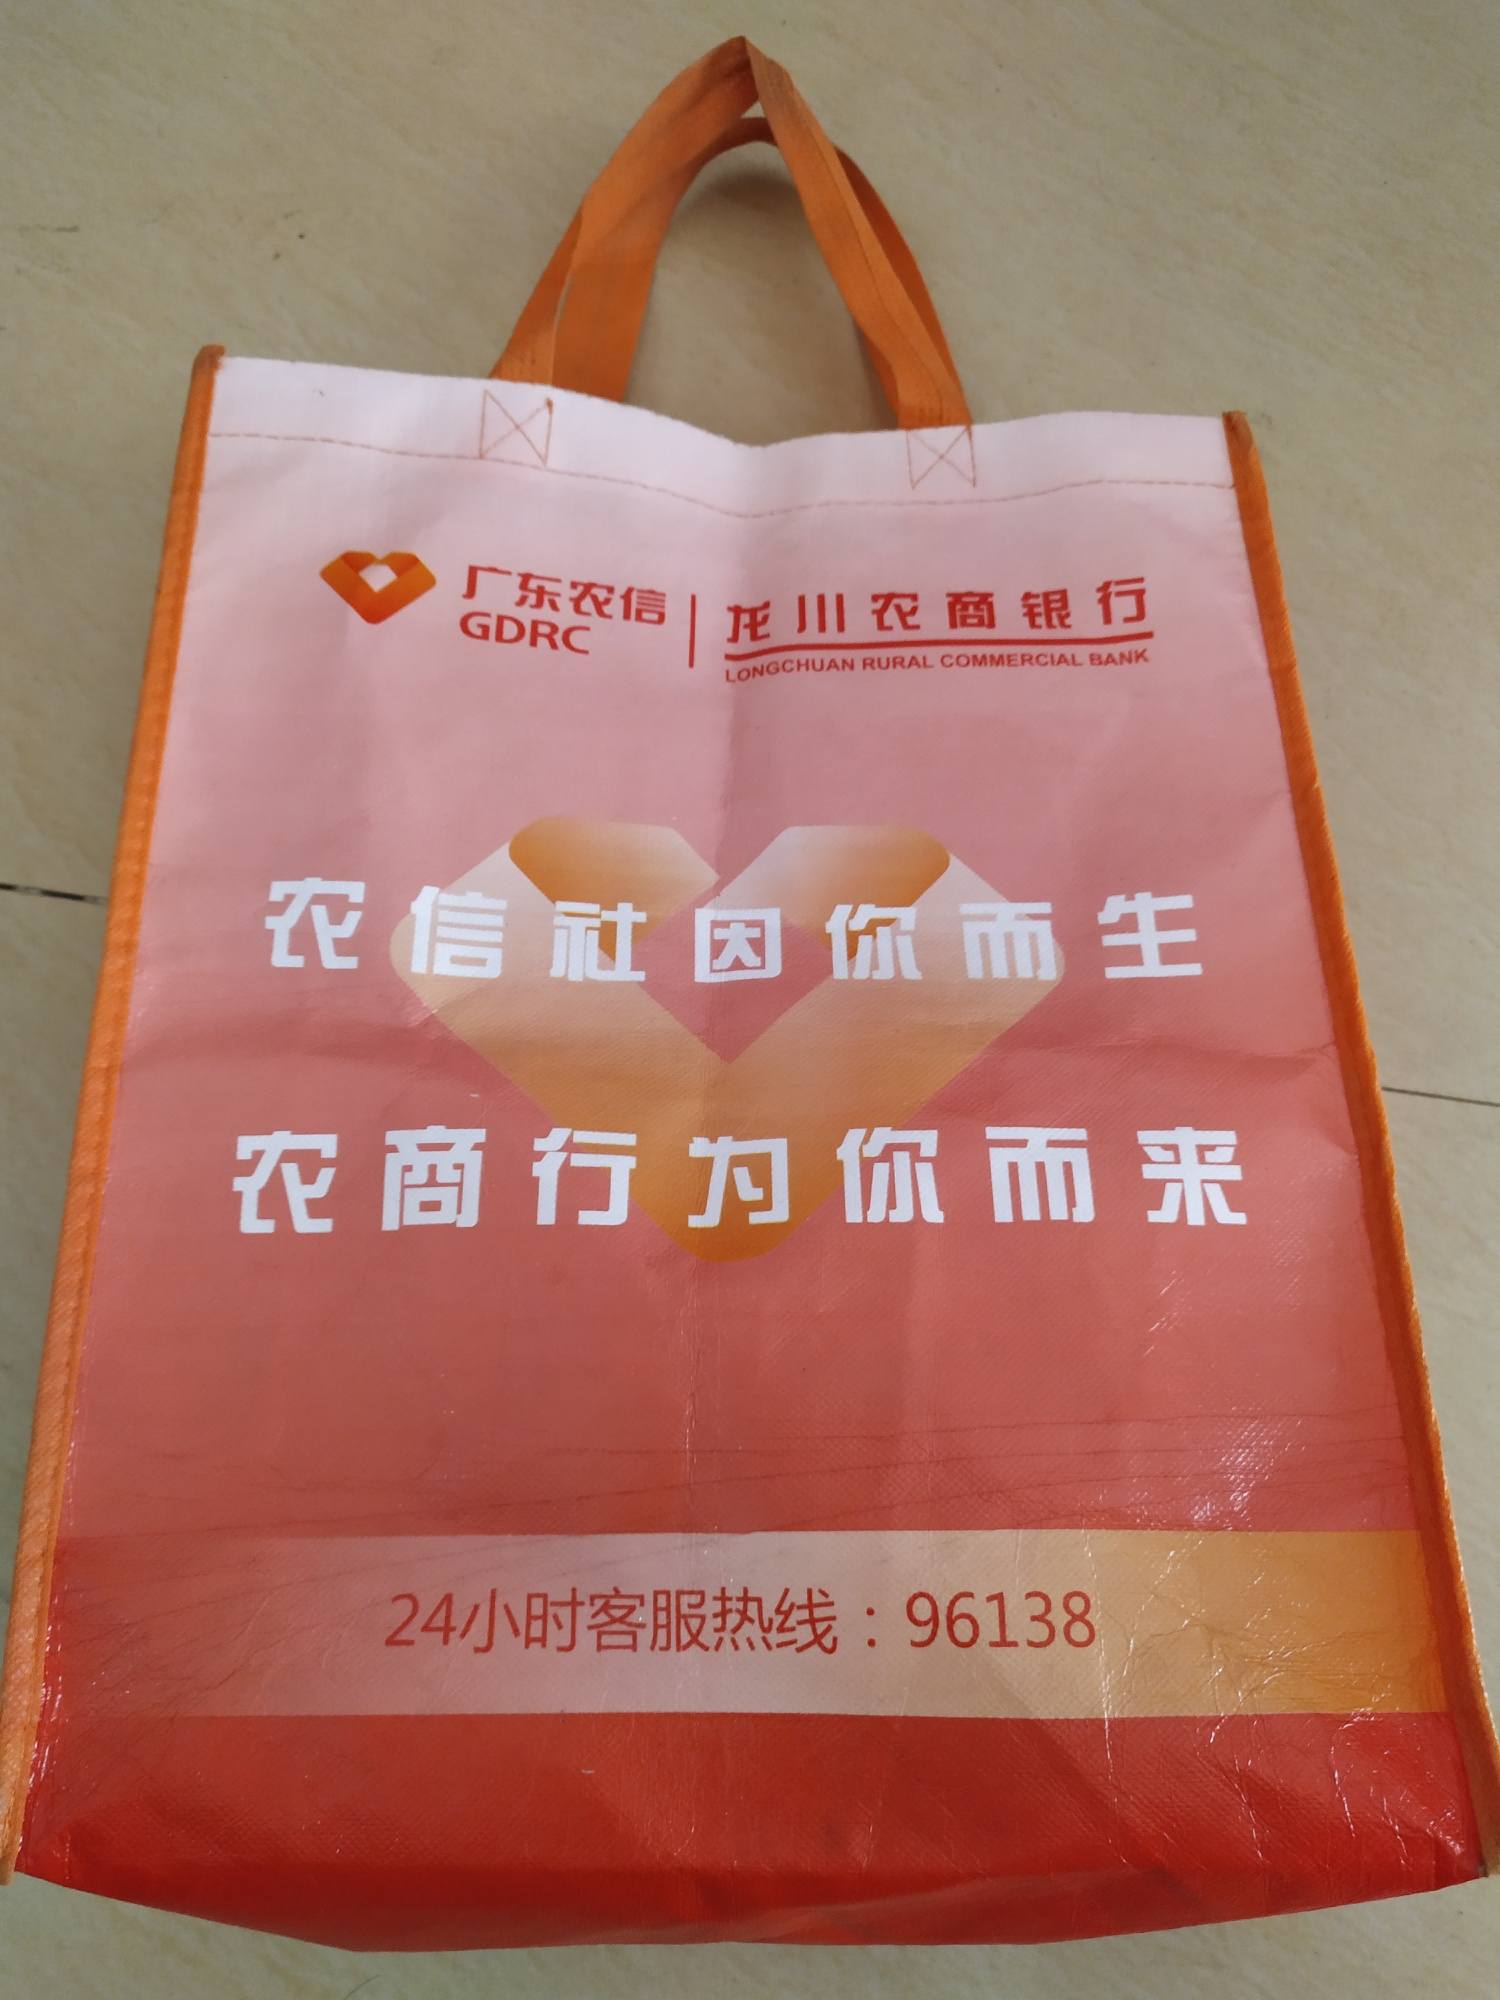 广东农信
GDRC
龙川农商银行
LONGCHUAN RURAL COMMERCIAL BANK
农信社因你而生
农商行为你而来
24小时客服热线：96138